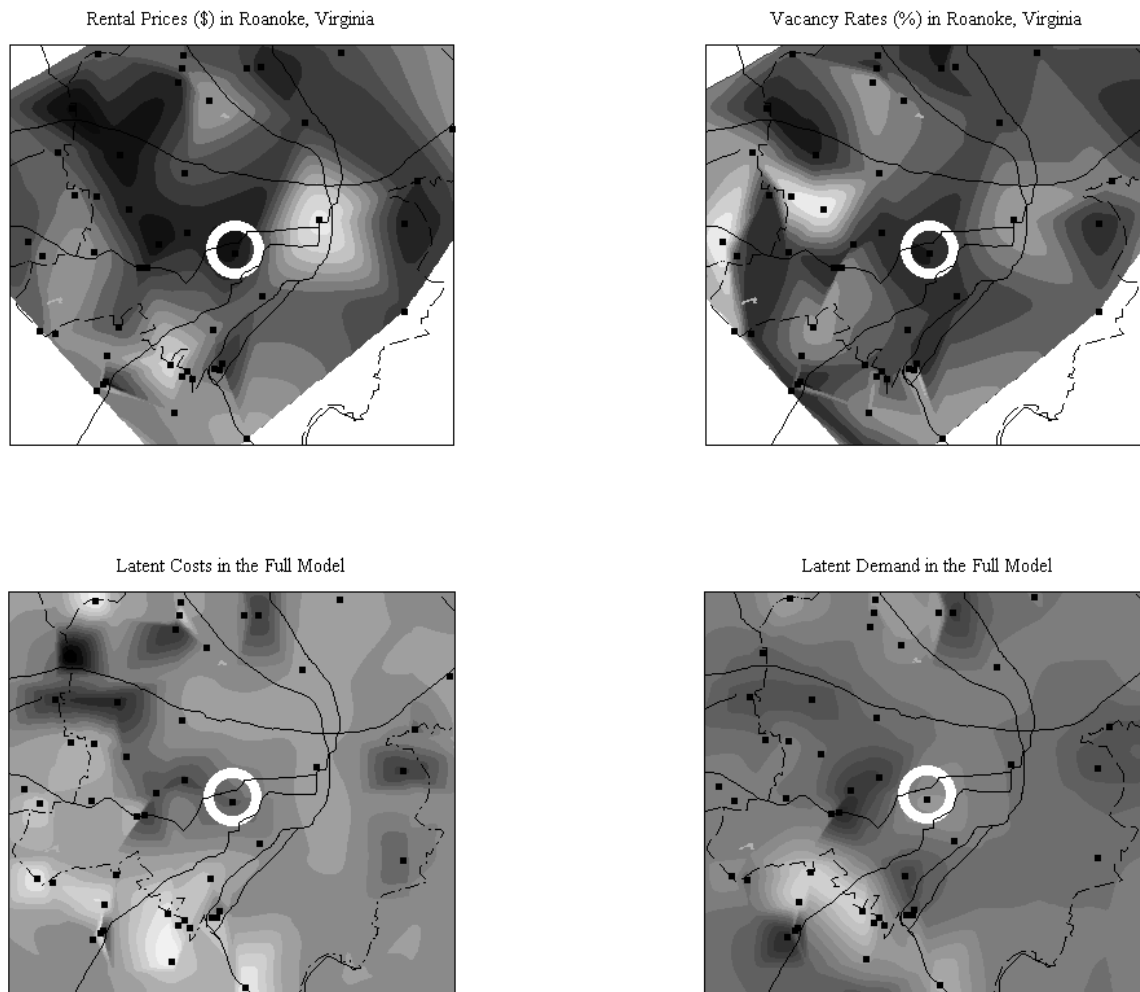 Rental Prices ($) in Roanoke, Virginia
Vacancy Rates (%) in Roanoke, Virginia
Latent Costs in the Full Model
Latent Demand in the Full Model